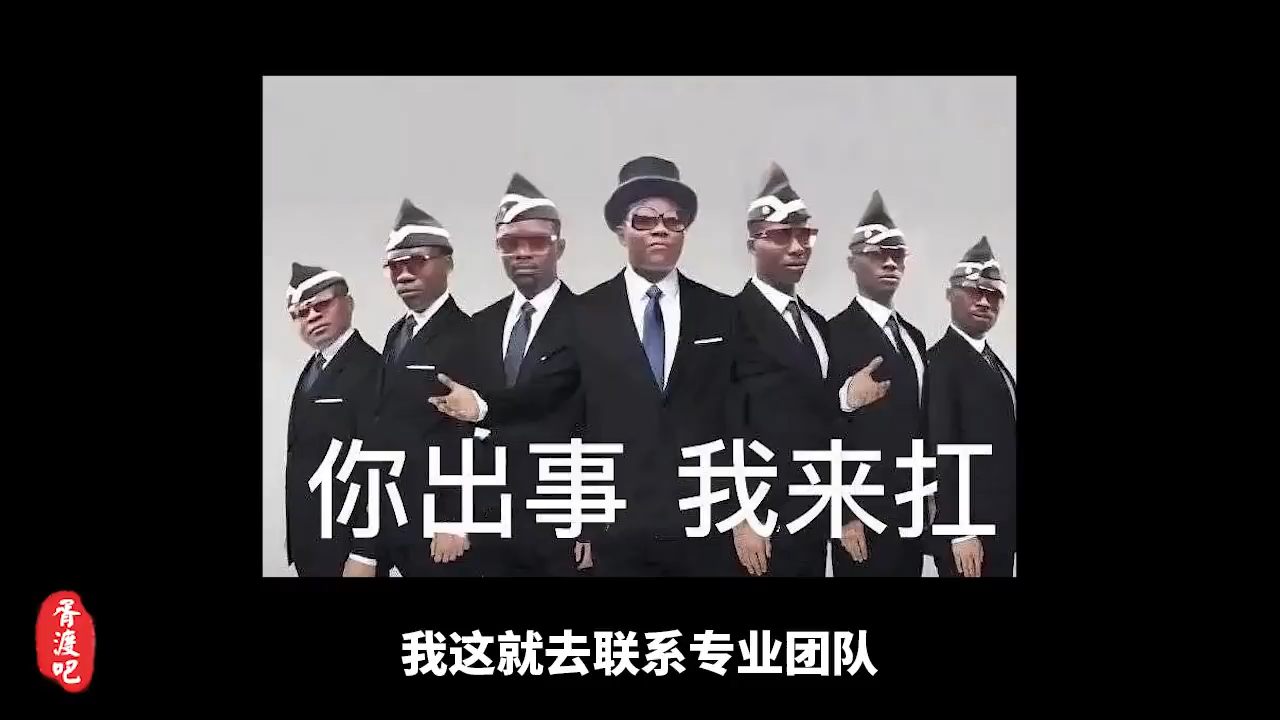 你出事 我来扛
胥渡吧
我这就去联系专业团队